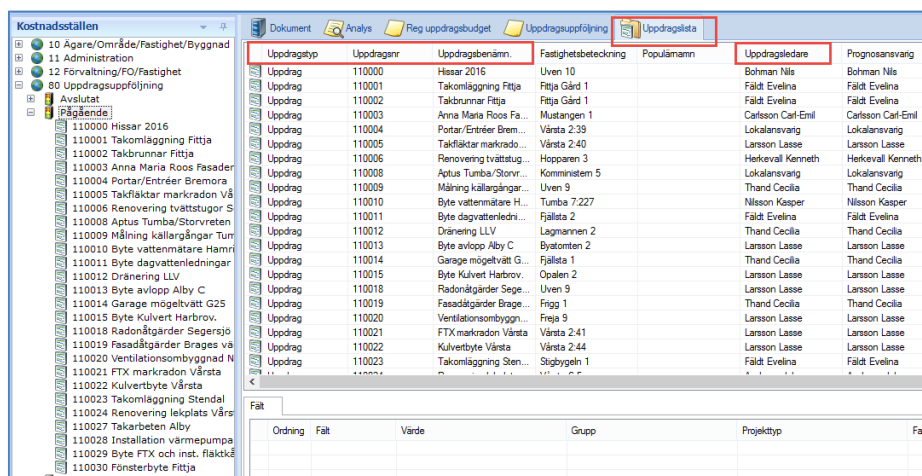 Kostnadsställen
10 Ägare/Område/Fastighet/Byggnad
11 Administration
12 Förvaltning/FO/Fastighet
80 Uppdragsuppföljning
Avslutat
Pågående
110000 Hissar 2016
110001 Takomläggning Fittja
110002 Takbrunnar Fittja
110003 Anna Maria Roos Fasader
110004 Portar/Entréer Bremora
110005 Takfläktar markradon Vå
110006 Renovering tvättstugor S
110008 Aptus Tumba/Storvreten
110009 Målning källargångar Tum
110010 Byte vattenmätare Hamri
110011 Byte dagvattenledningar
110012 Dränering LLV
110013 Byte avlopp Alby C
110014 Garage mögeltvätt G25
110015 Byte Kulvert Harbrov.
110018 Radonåtgärder Segersjö
110019 Fasadåtgärder Brages vä
110020 Ventilationsombyggnad N
110021 FTX markradon Vårsta
110022 Kulvertbyte Vårsta
110023 Takomläggning Stendal
110024 Renovering lekplats Vårs
110027 Takarbeten Alby
110028 Installation värmepumpa
110029 Byte FTX och inst. fläktkå
110030 Fönsterbyte Fittja
Dokument Analys Reg uppdragsbudget Uppdragsuppföljning Uppdragslista
Uppdragstyp Uppdragsnr Uppdragsbenämn. Fastighetsbeteckning Populärnamn Uppdragsledare Prognosansvarig
Uppdrag 110000 Hissar 2016 Uven 10 Bohman Nils Bohman Nils
Uppdrag 110001 Takomläggning Fittja Fittja Gård 1 Fäldt Evelina Fäldt Evelina
Uppdrag 110002 Takbrunnar Fittja Fittja Gård 1 Fäldt Evelina Fäldt Evelina
Uppdrag 110003 Anna Maria Roos Fa... Mustangen 1 Carlsson Carl-Emil Carlsson Carl-Emil
Uppdrag 110004 Portar/Entréer Brem... Vårsta 2:39 Lokalansvarig Lokalansvarig
Uppdrag 110005 Takfläktar markrado... Vårsta 2:40 Larsson Lasse Larsson Lasse
Uppdrag 110006 Renovering tvättstug... Hopparen 3 Herkevall Kenneth Herkevall Kenneth
Uppdrag 110008 Aptus Tumba/Storvr... Komministern 5 Lokalansvarig Lokalansvarig
Uppdrag 110009 Målning källargångar... Uven 9 Thand Cecilia Thand Cecilia
Uppdrag 110010 Byte vattenmätare H... Tumba 7:227 Nilsson Kasper Nilsson Kasper
Uppdrag 110011 Byte dagvattenledni... Fjällsta 2 Fäldt Evelina Fäldt Evelina
Uppdrag 110012 Dränering LLV Lagmannen 2 Thand Cecilia Thand Cecilia
Uppdrag 110013 Byte avlopp Alby C Byatomten 2 Larsson Lasse Larsson Lasse
Uppdrag 110014 Garage mögeltvätt G... Fjällsta 1 Thand Cecilia Thand Cecilia
Uppdrag 110015 Byte Kulvert Harbrov. Opalen 2 Larsson Lasse Larsson Lasse
Uppdrag 110018 Radonåtgärder Sege... Uven 9 Larsson Lasse Larsson Lasse
Uppdrag 110019 Fasadåtgärder Brage... Frigg 1 Thand Cecilia Thand Cecilia
Uppdrag 110020 Ventilationsombyggn... Freja 9 Larsson Lasse Larsson Lasse
Uppdrag 110021 FTX markradon Vårsta Vårsta 2:41 Larsson Lasse Larsson Lasse
Uppdrag 110022 Kulvertbyte Vårsta Vårsta 2:44 Larsson Lasse Larsson Lasse
Uppdrag 110023 Takomläggning Sten... Stigbygeln 1 Fäldt Evelina Fäldt Evelina
Fält
Ordning Fält Värde Grupp Projekttyp Fa